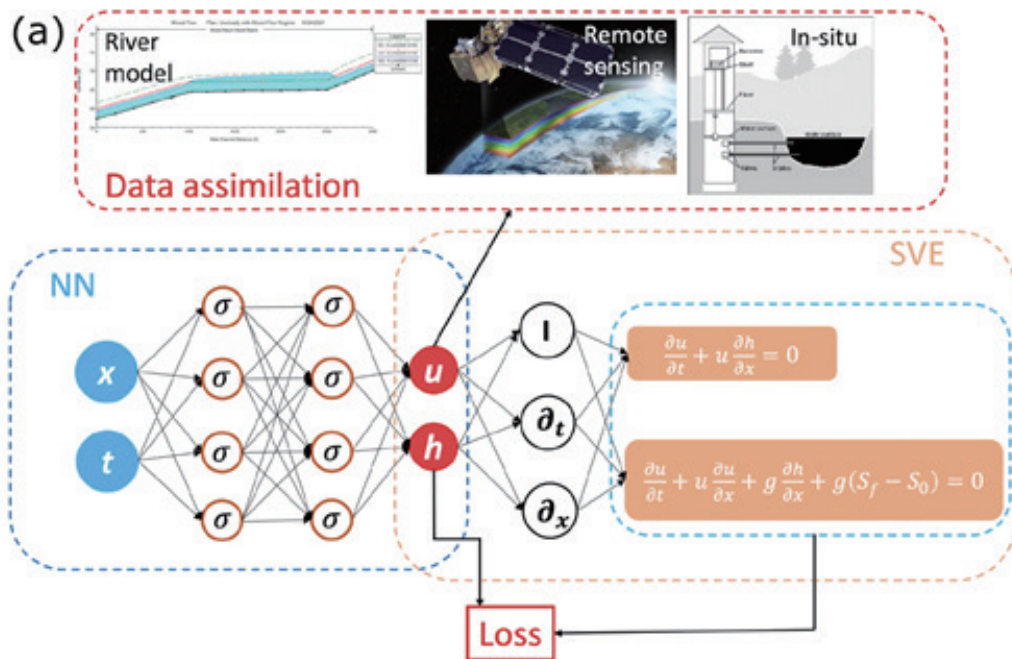 (a)
River
model
Remote
sensing
In-situ
Data assimilation
NN
SVE
σ
σ
σ
σ
σ
σ
σ
σ
x
t
u
h
I
∂t
∂x
∂u/∂t + u ∂h/∂x = 0
∂u/∂t + u ∂u/∂x + g ∂h/∂x + g(Sf − S0) = 0
Loss